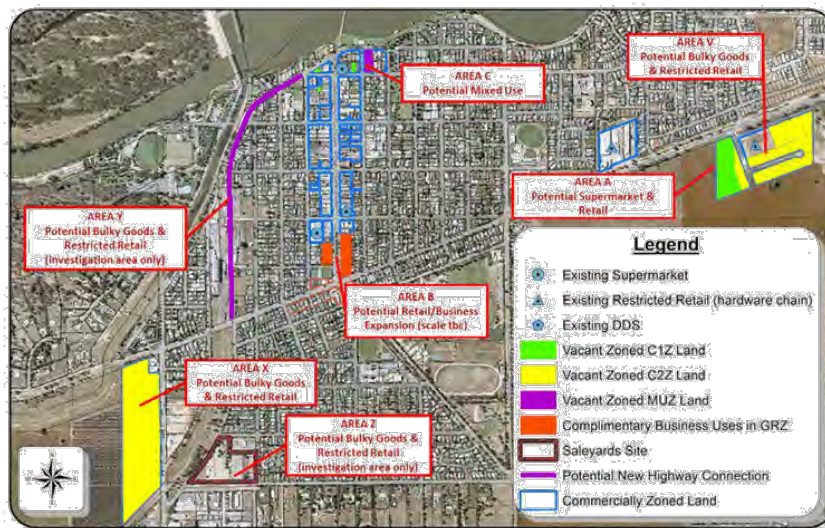 AREA V
Potential Bulky Goods
& Restricted Retail
AREA C
Potential Mixed Use
AREA A
Potential Supermarket &
Retail
AREA Y
Potential Bulky Goods &
Restricted Retail
(investigation area only)
AREA B
Potential Retail/Business
Expansion (scale tbc)
AREA X
Potential Bulky Goods
& Restricted Retail
AREA Z
Potential Bulky Goods &
Restricted Retail
(investigation area only)
Legend
Existing Supermarket
Existing Restricted Retail (hardware chain)
Existing DDS
Vacant Zoned C1Z Land
Vacant Zoned C2Z Land
Vacant Zoned MUZ Land
Complimentary Business Uses in GRZ
Saleyards Site
Potential New Highway Connection
Commercially Zoned Land